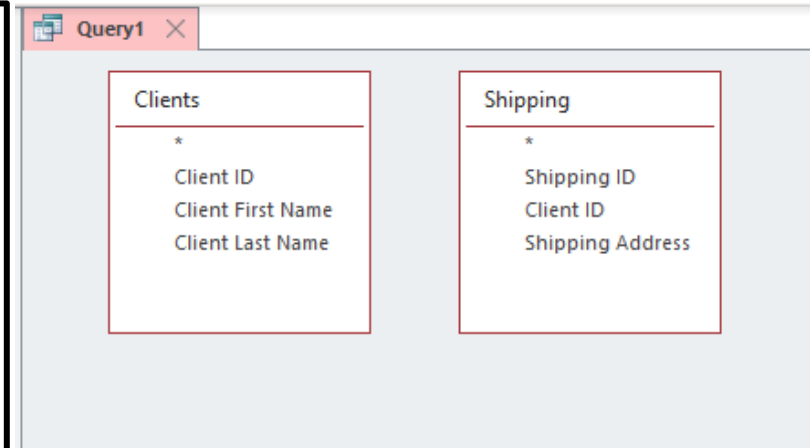 Query1
Clients
*
Client ID
Client First Name
Client Last Name
Shipping
*
Shipping ID
Client ID
Shipping Address